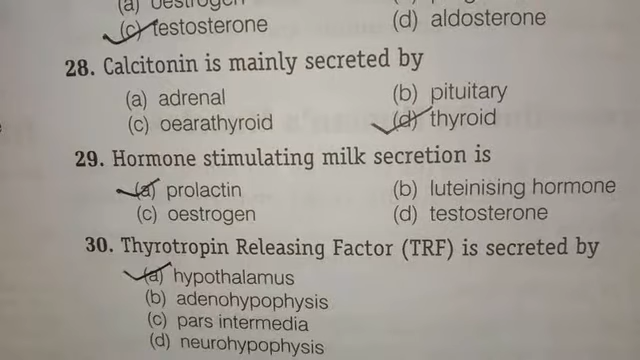 (a) oestrogen
(c) testosterone (d) aldosterone
28. Calcitonin is mainly secreted by
(a) adrenal (b) pituitary
(c) oearathyroid (d) thyroid
29. Hormone stimulating milk secretion is
(a) prolactin (b) luteinising hormone
(c) oestrogen (d) testosterone
30. Thyrotropin Releasing Factor (TRF) is secreted by
(a) hypothalamus
(b) adenohypophysis
(c) pars intermedia
(d) neurohypophysis